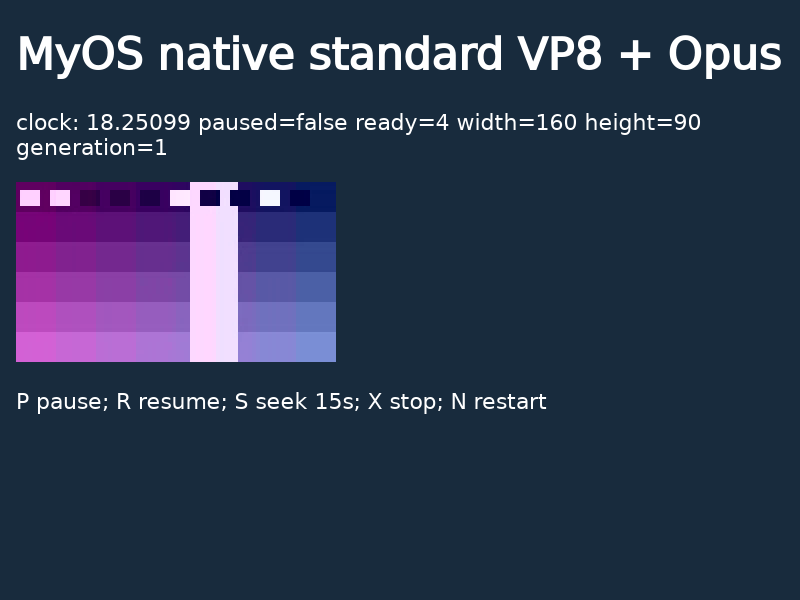 MyOS native standard VP8 + Opus
clock: 18.25099 paused=false ready=4 width=160 height=90
generation=1
P pause; R resume; S seek 15s; X stop; N restart